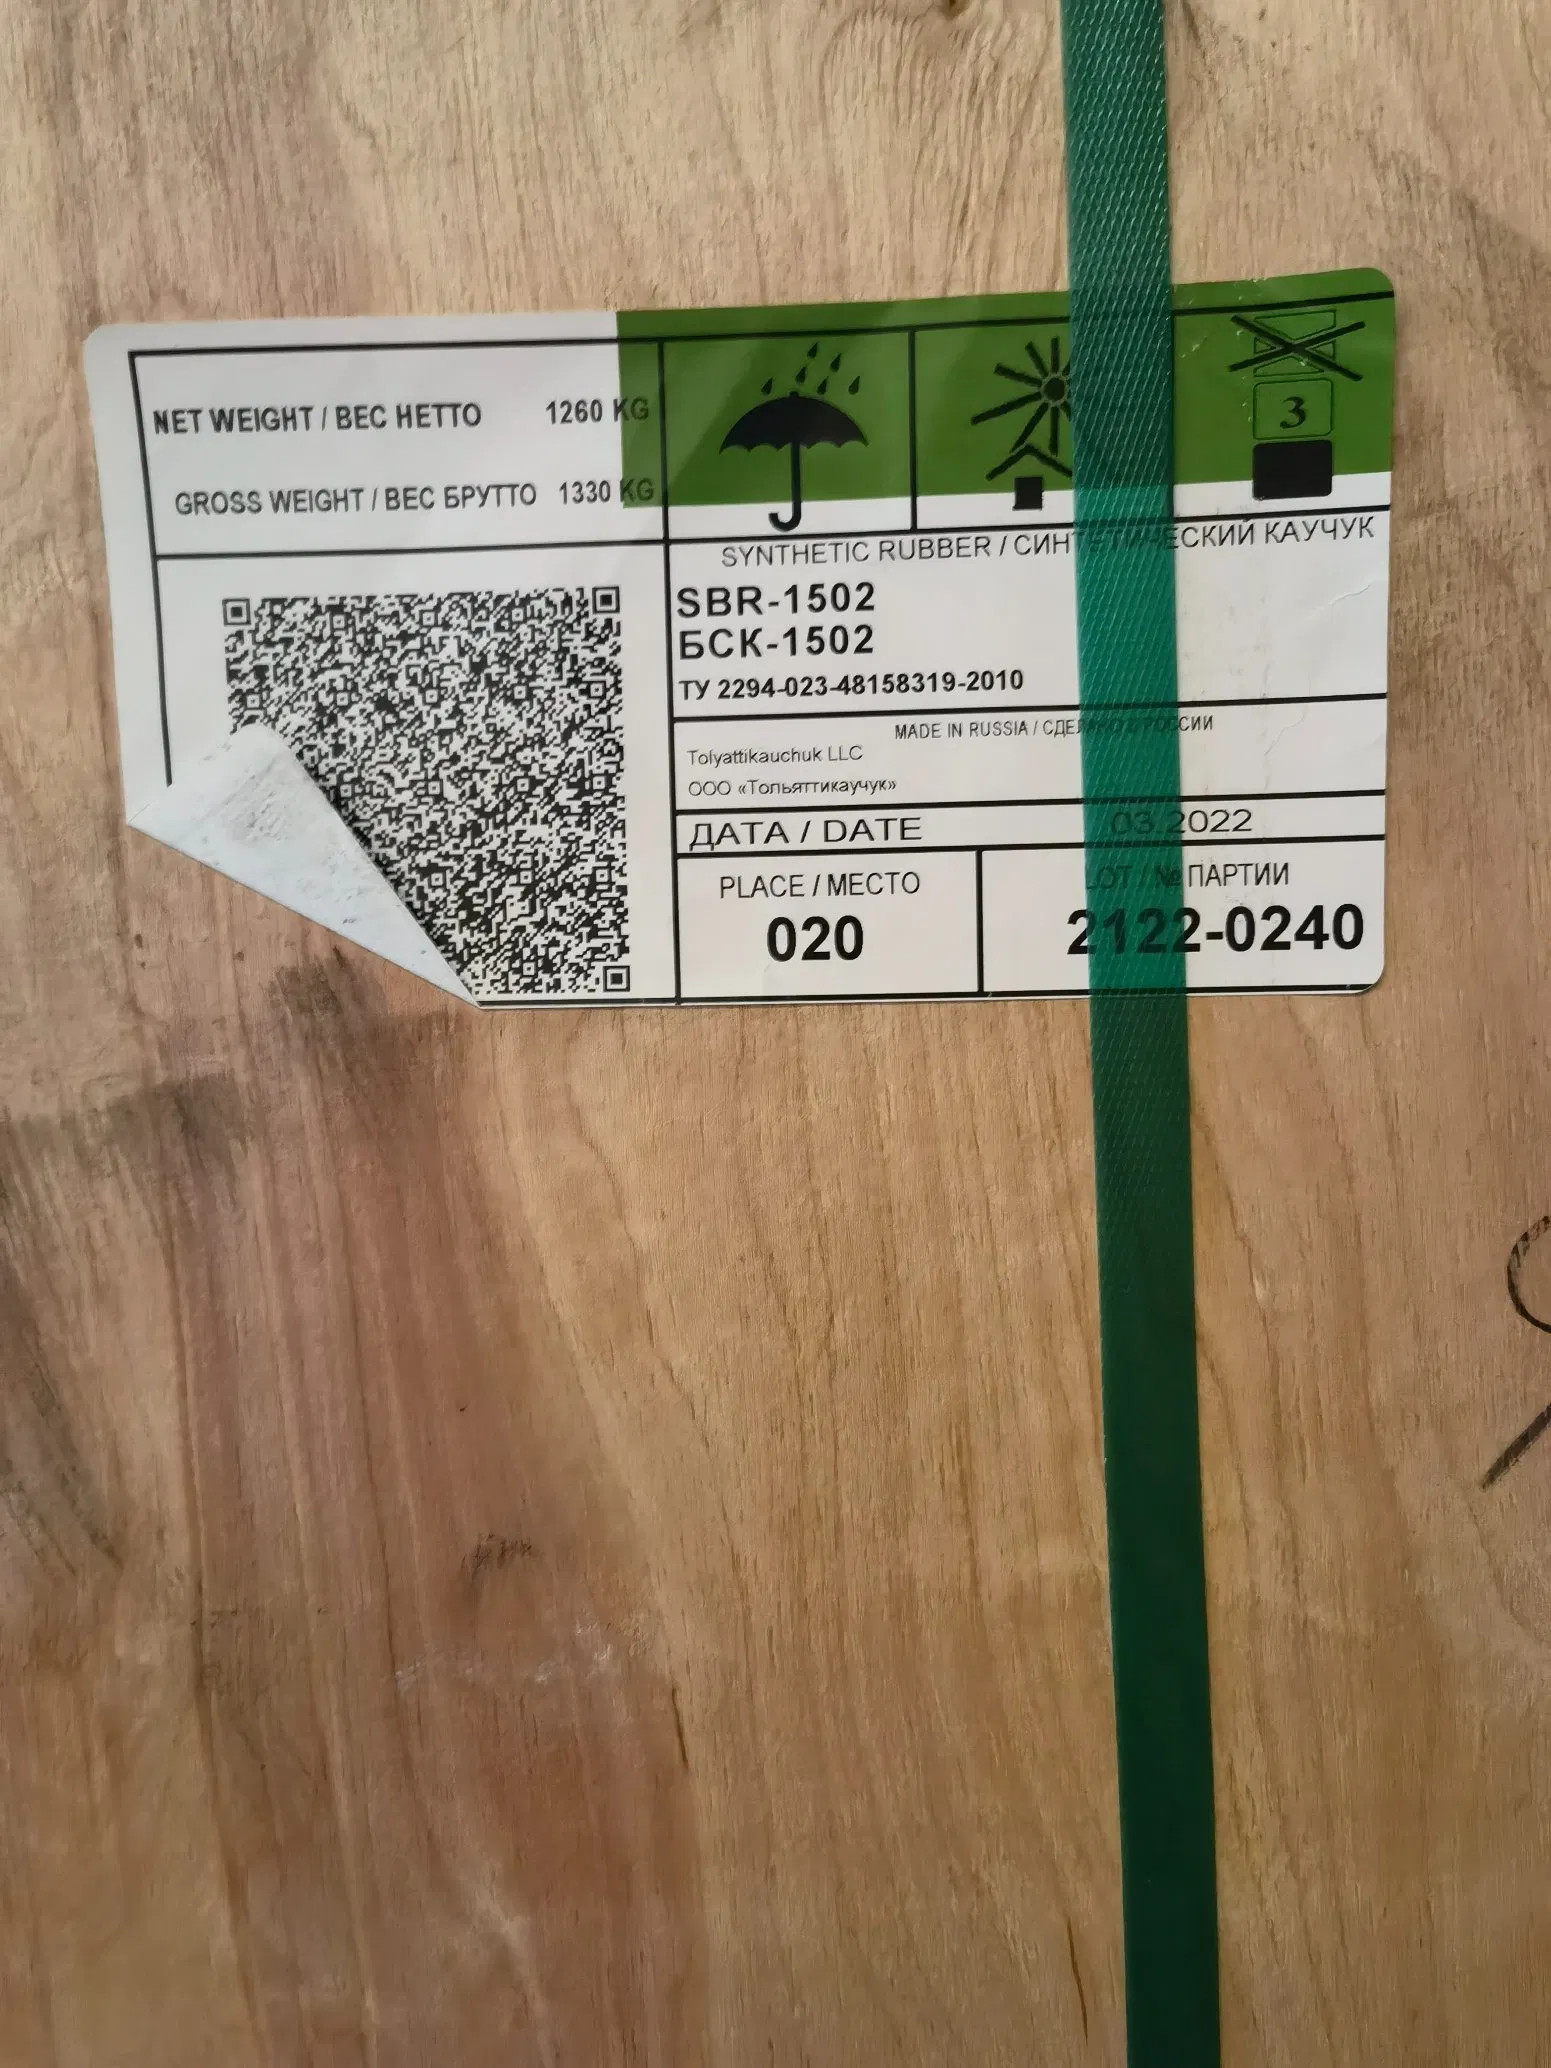 NET WEIGHT / ВЕС НЕТТО 1260 KG
GROSS WEIGHT / ВЕС БРУТТО 1330 KG
3
SYNTHETIC RUBBER / СИНТЕТИЧЕСКИЙ КАУЧУК
SBR-1502
БСК-1502
ТУ 2294-023-48158319-2010
MADE IN RUSSIA / СДЕЛАНО В РОССИИ
Tolyattikauchuk LLC
ООО «Тольяттикаучук»
ДАТА / DATE 03.2022
PLACE / МЕСТО
020
LOT / № ПАРТИИ
2122-0240